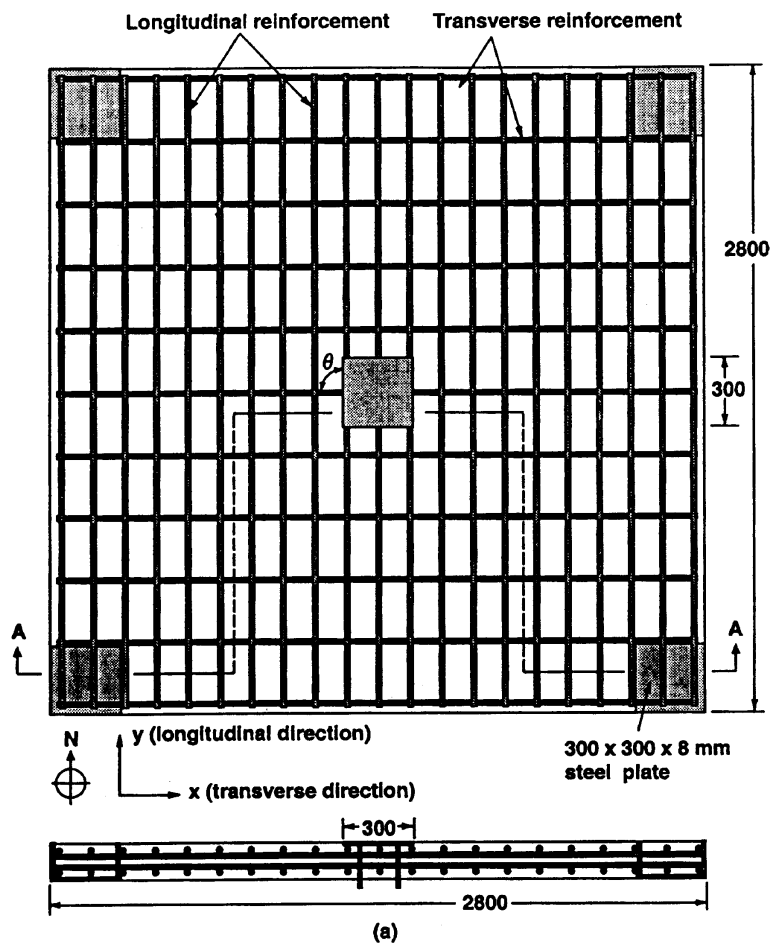 Longitudinal reinforcement
Transverse reinforcement
2800
θ
300
A
A
N
y (longitudinal direction)
x (transverse direction)
300 x 300 x 8 mm
steel plate
300
2800
(a)